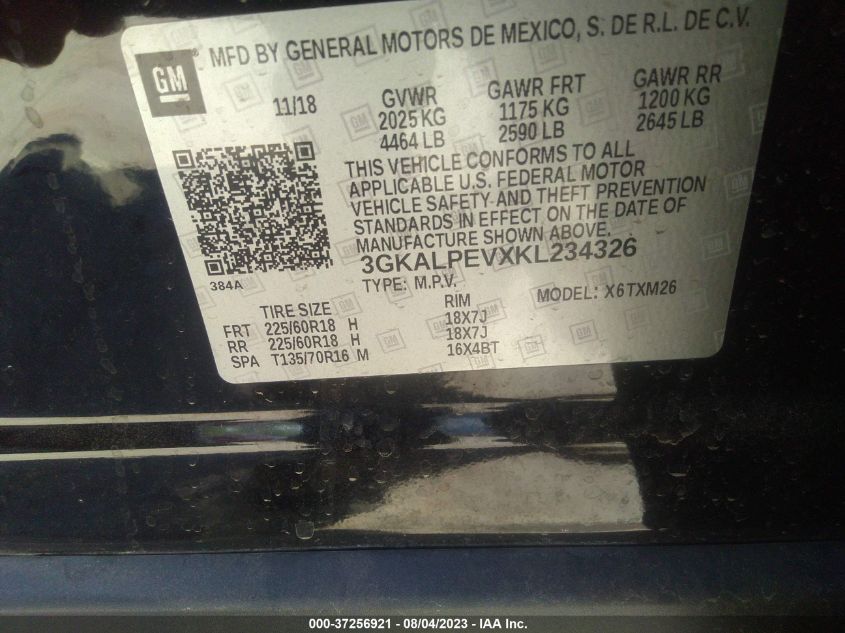 GM
MFD BY GENERAL MOTORS DE MEXICO, S. DE R.L. DE C.V.
11/18 GVWR GAWR FRT GAWR RR
2025 KG 1175 KG 1200 KG
4464 LB 2590 LB 2645 LB
THIS VEHICLE CONFORMS TO ALL
APPLICABLE U.S. FEDERAL MOTOR
VEHICLE SAFETY AND THEFT PREVENTION
STANDARDS IN EFFECT ON THE DATE OF
MANUFACTURE SHOWN ABOVE.
384A
3GKALPEVXKL234326
TYPE: M.P.V. MODEL: X6TXM26
TIRE SIZE RIM
FRT 225/60R18 H 18X7J
RR 225/60R18 H 18X7J
SPA T135/70R16 M 16X4BT
000-37256921 - 08/04/2023 - IAA Inc.